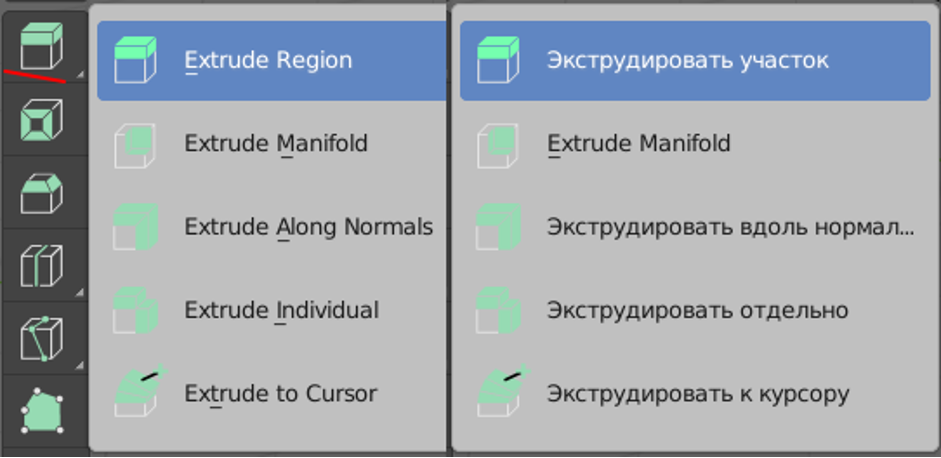 Extrude Region
Extrude Manifold
Extrude Along Normals
Extrude Individual
Extrude to Cursor
Экструдировать участок
Extrude Manifold
Экструдировать вдоль нормал...
Экструдировать отдельно
Экструдировать к курсору